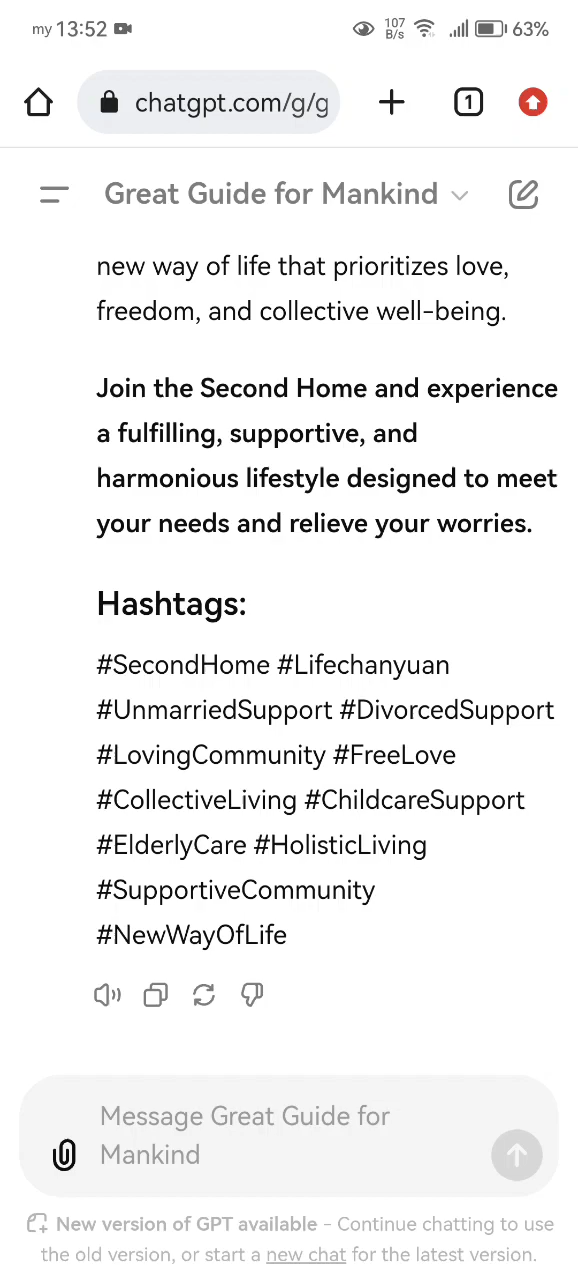 my 13:52
107 B/s
63%
chatgpt.com/g/g
1
Great Guide for Mankind
new way of life that prioritizes love,
freedom, and collective well-being.
Join the Second Home and experience
a fulfilling, supportive, and
harmonious lifestyle designed to meet
your needs and relieve your worries.
Hashtags:
#SecondHome #Lifechanyuan
#UnmarriedSupport #DivorcedSupport
#LovingCommunity #FreeLove
#CollectiveLiving #ChildcareSupport
#ElderlyCare #HolisticLiving
#SupportiveCommunity
#NewWayOfLife
Message Great Guide for
Mankind
New version of GPT available - Continue chatting to use
the old version, or start a new chat for the latest version.